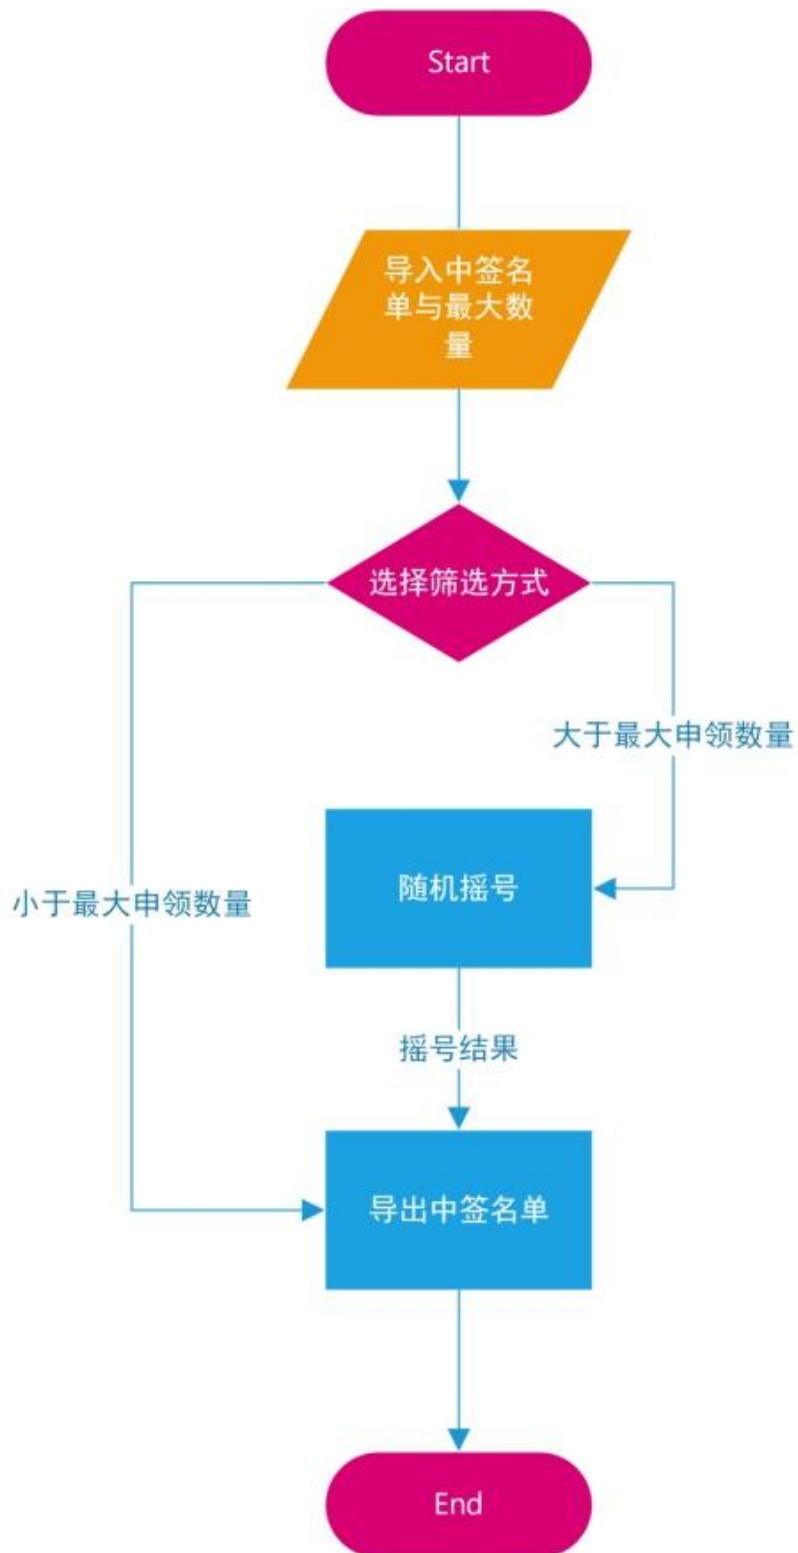 Start
导入中签名
单与最大数
量
选择筛选方式
大于最大申领数量
随机摇号
小于最大申领数量
摇号结果
导出中签名单
End